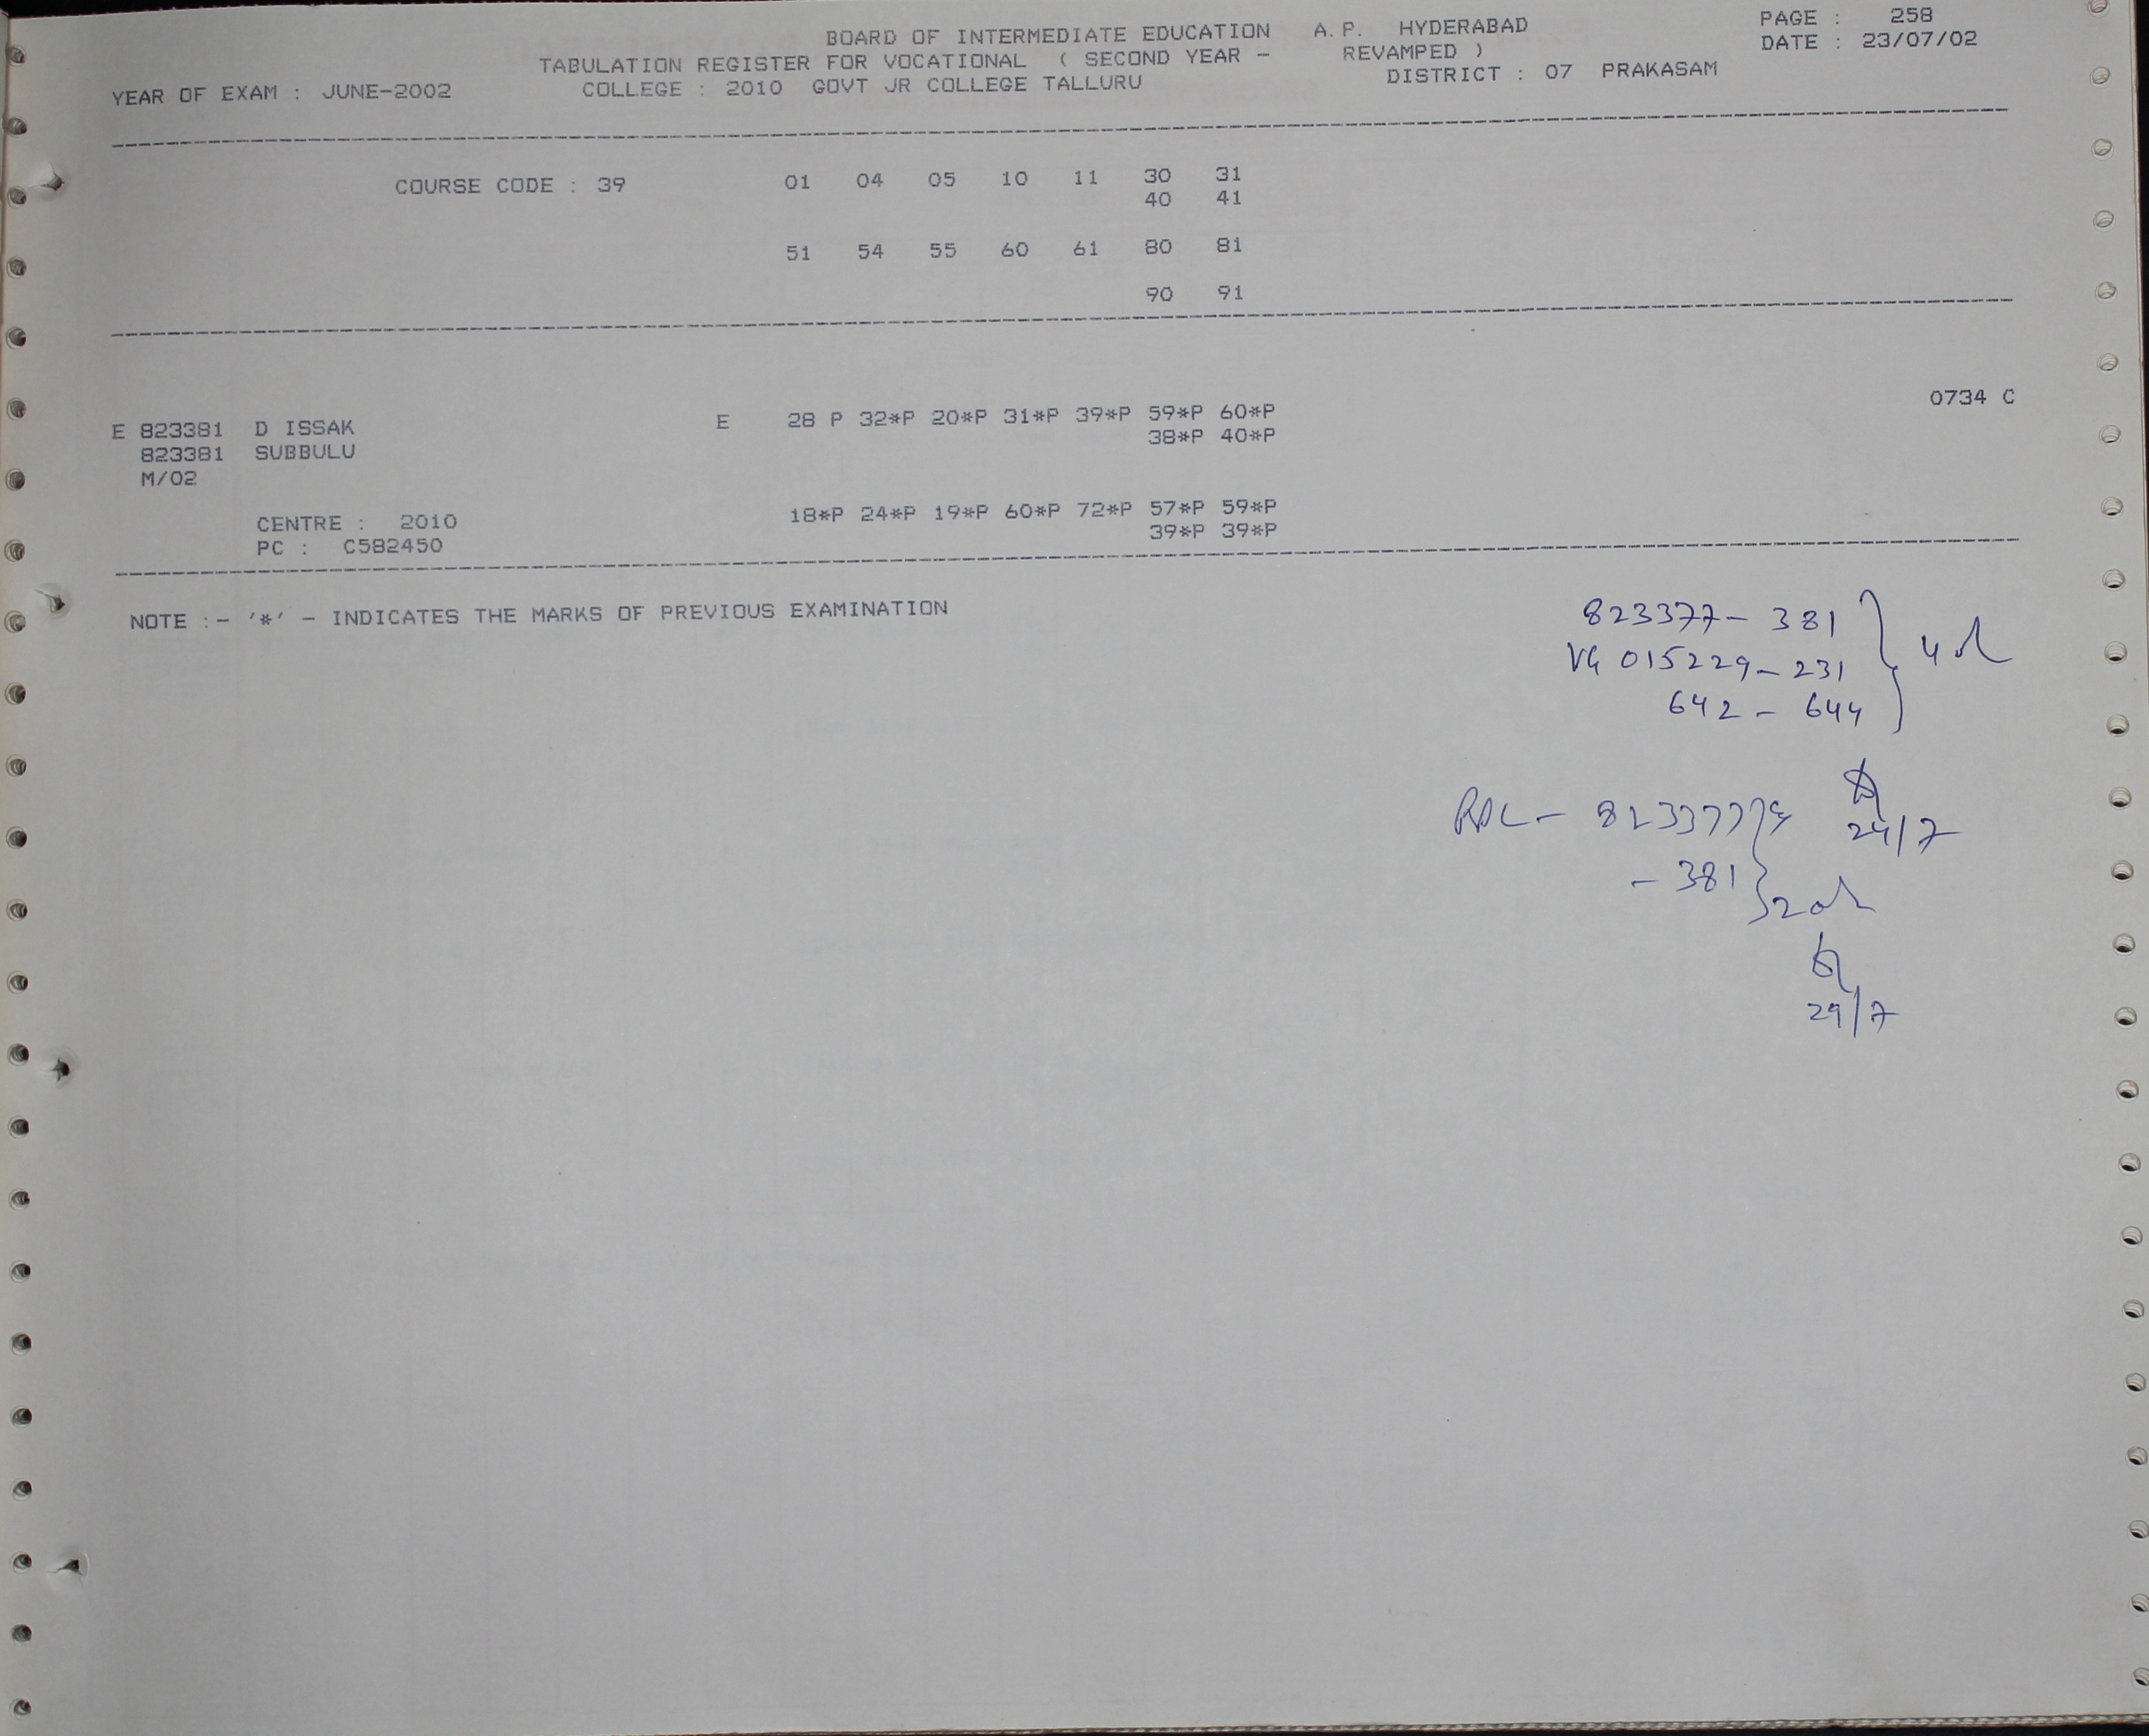 BOARD OF INTERMEDIATE EDUCATION A.P. HYDERABAD PAGE : 258
TABULATION REGISTER FOR VOCATIONAL ( SECOND YEAR - REVAMPED ) DATE : 23/07/02
YEAR OF EXAM : JUNE-2002 COLLEGE : 2010 GOVT JR COLLEGE TALLURU DISTRICT : 07 PRAKASAM
COURSE CODE : 39 01 04 05 10 11 30 31
40 41
51 54 55 60 61 80 81
90 91
0734 C
E 823381 D ISSAK E 28 P 32*P 20*P 31*P 39*P 59*P 60*P
823381 SUBBULU 38*P 40*P
M/02
CENTRE : 2010 18*P 24*P 19*P 60*P 72*P 57*P 59*P
PC : C582450 39*P 39*P
NOTE :- '*' - INDICATES THE MARKS OF PREVIOUS EXAMINATION
823377 - 381
VG 015229 - 231
642 - 644
823377
24/7
- 381
29/7